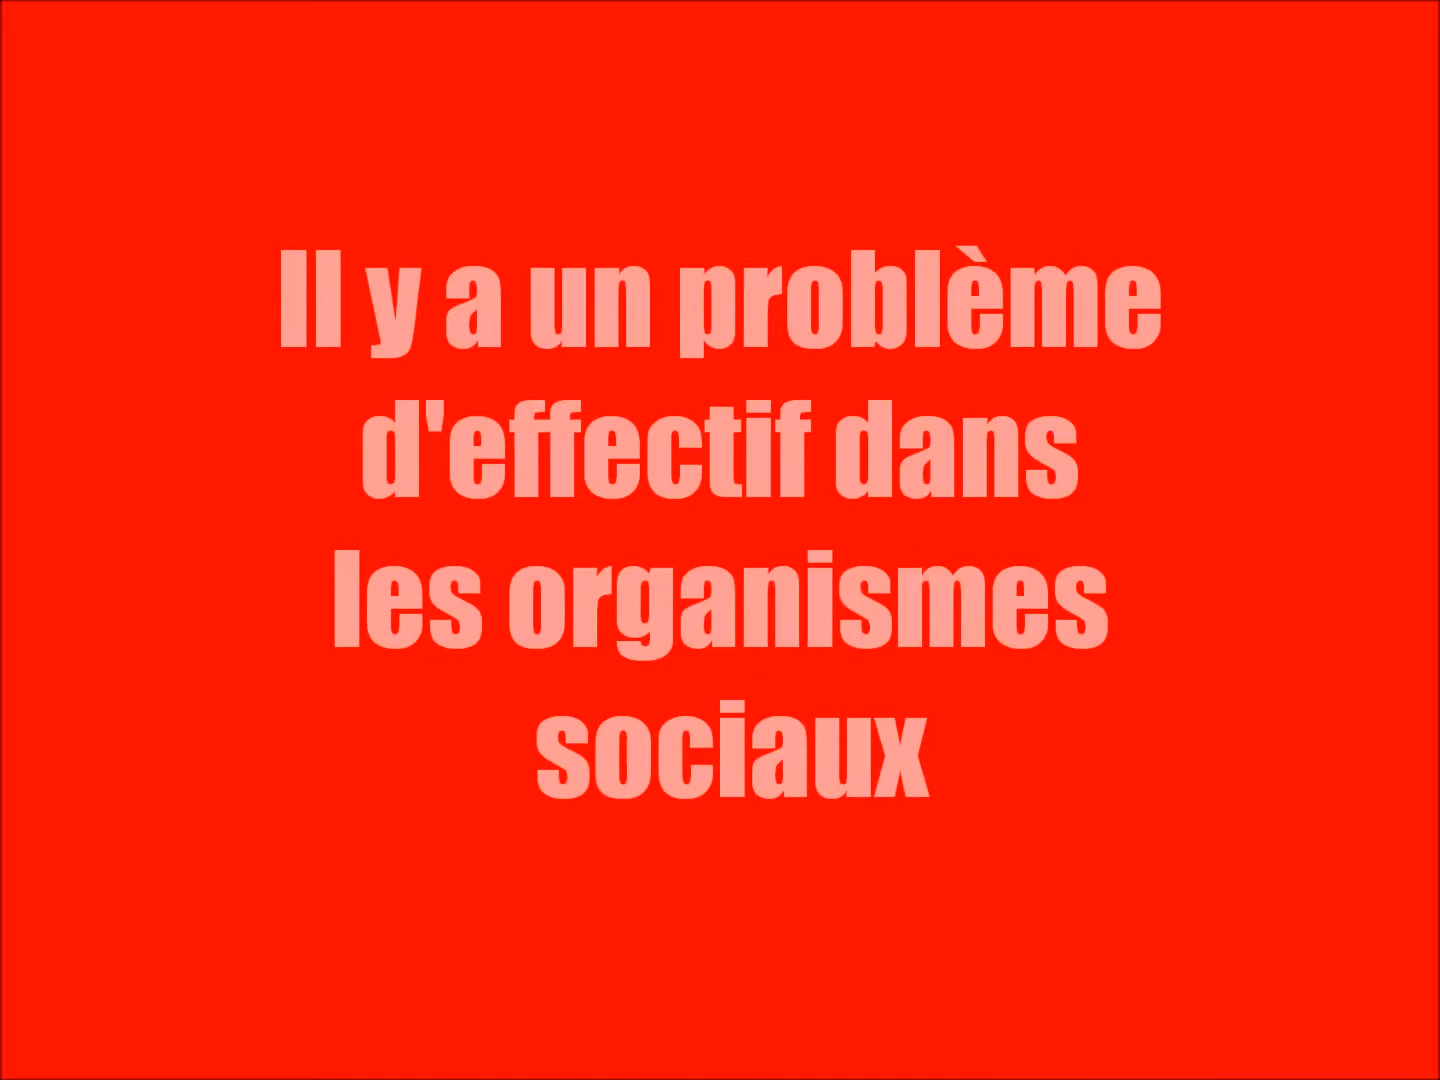 Il y a un problème
d'effectif dans
les organismes
sociaux